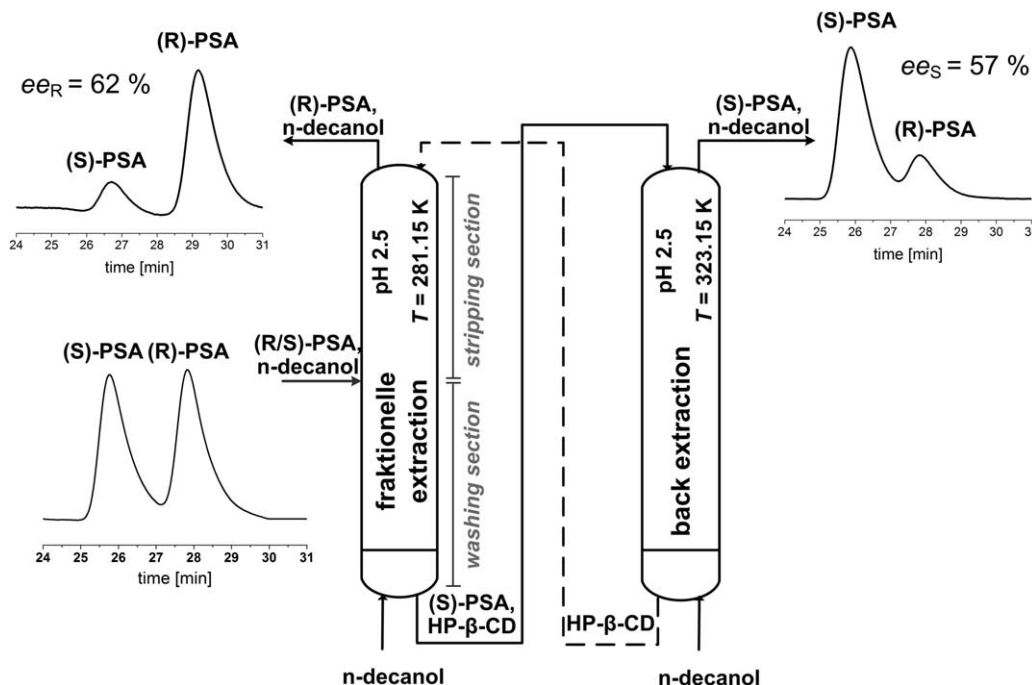 (R)-PSA
ee_R = 62 %
(S)-PSA
24 25 26 27 28 29 30 31
time [min]
(R)-PSA,
n-decanol
(S)-PSA (R)-PSA
24 25 26 27 28 29 30 31
time [min]
(R/S)-PSA,
n-decanol
fraktionelle
extraction
pH 2.5
T = 281.15 K
stripping section
washing section
n-decanol
(S)-PSA,
HP-β-CD
HP-β-CD
n-decanol
back extraction
pH 2.5
T = 323.15 K
(S)-PSA,
n-decanol
(S)-PSA
ee_S = 57 %
(R)-PSA
24 25 26 27 28 29 30 3
time [min]